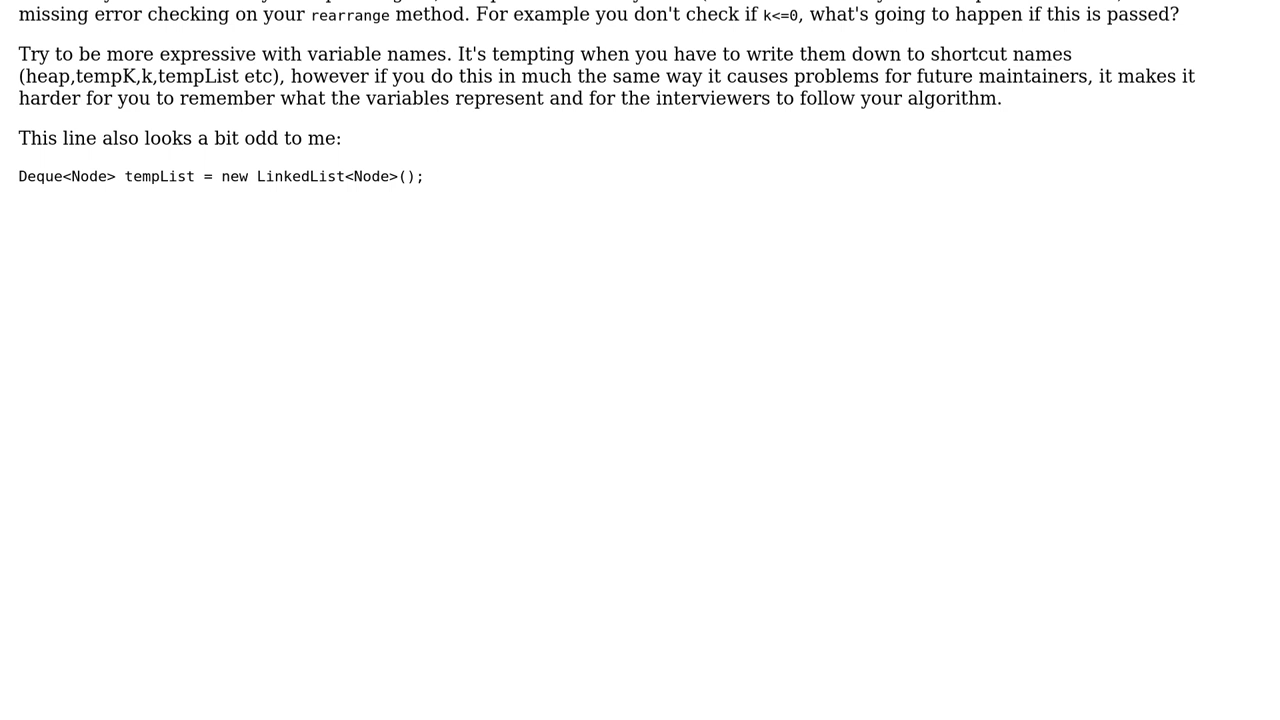 missing error checking on your rearrange method. For example you don't check if k<=0, what's going to happen if this is passed?
Try to be more expressive with variable names. It's tempting when you have to write them down to shortcut names
(heap,tempK,k,tempList etc), however if you do this in much the same way it causes problems for future maintainers, it makes it
harder for you to remember what the variables represent and for the interviewers to follow your algorithm.
This line also looks a bit odd to me:
Deque<Node> tempList = new LinkedList<Node>();